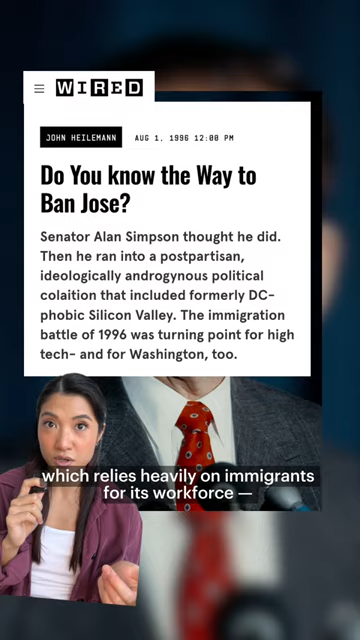 WIRED
JOHN HEILEMANN AUG 1, 1996 12:00 PM
Do You know the Way to
Ban Jose?
Senator Alan Simpson thought he did.
Then he ran into a postpartisan,
ideologically androgynous political
colaition that included formerly DC-
phobic Silicon Valley. The immigration
battle of 1996 was turning point for high
tech- and for Washington, too.
which relies heavily on immigrants
for its workforce —